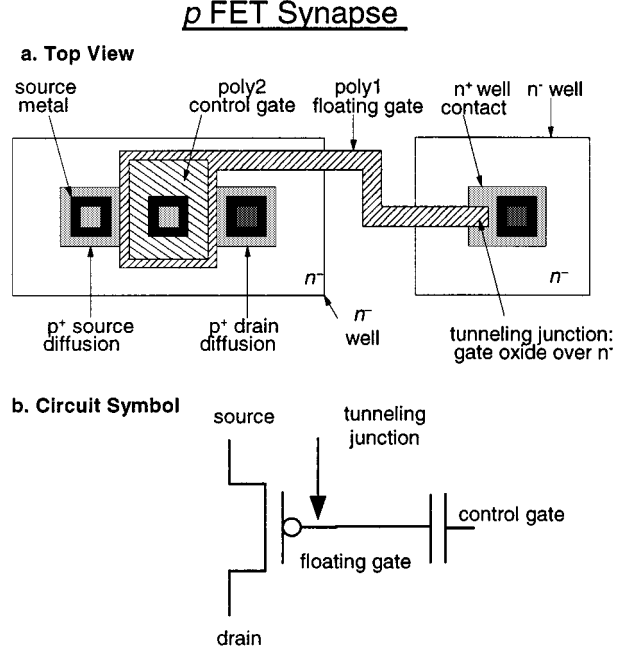 p FET Synapse
a. Top View
source
metal
poly2
control gate
poly1
floating gate
n⁺ well
contact
n⁻ well
n⁻
n⁻
p⁺ source
diffusion
p⁺ drain
diffusion
n⁻
well
tunneling junction:
gate oxide over n⁻
b. Circuit Symbol
source
tunneling
junction
control gate
floating gate
drain